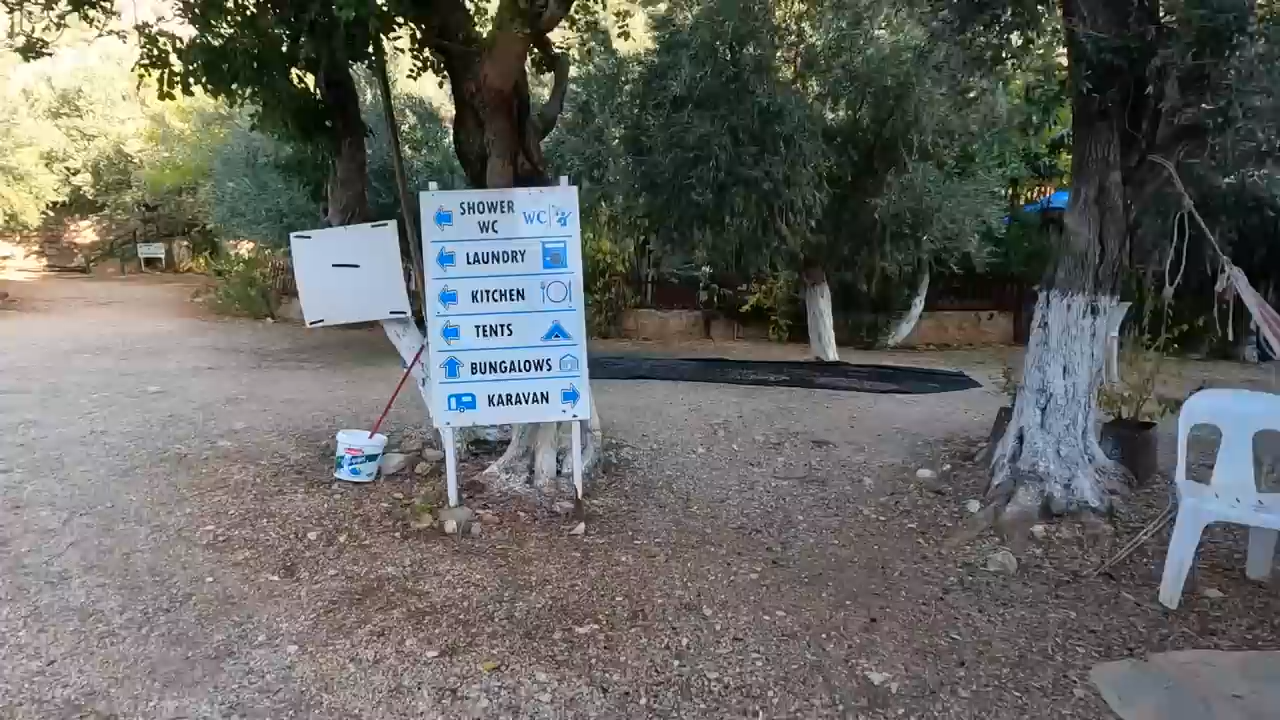 SHOWER
WC
WC
LAUNDRY
KITCHEN
TENTS
BUNGALOWS
KARAVAN